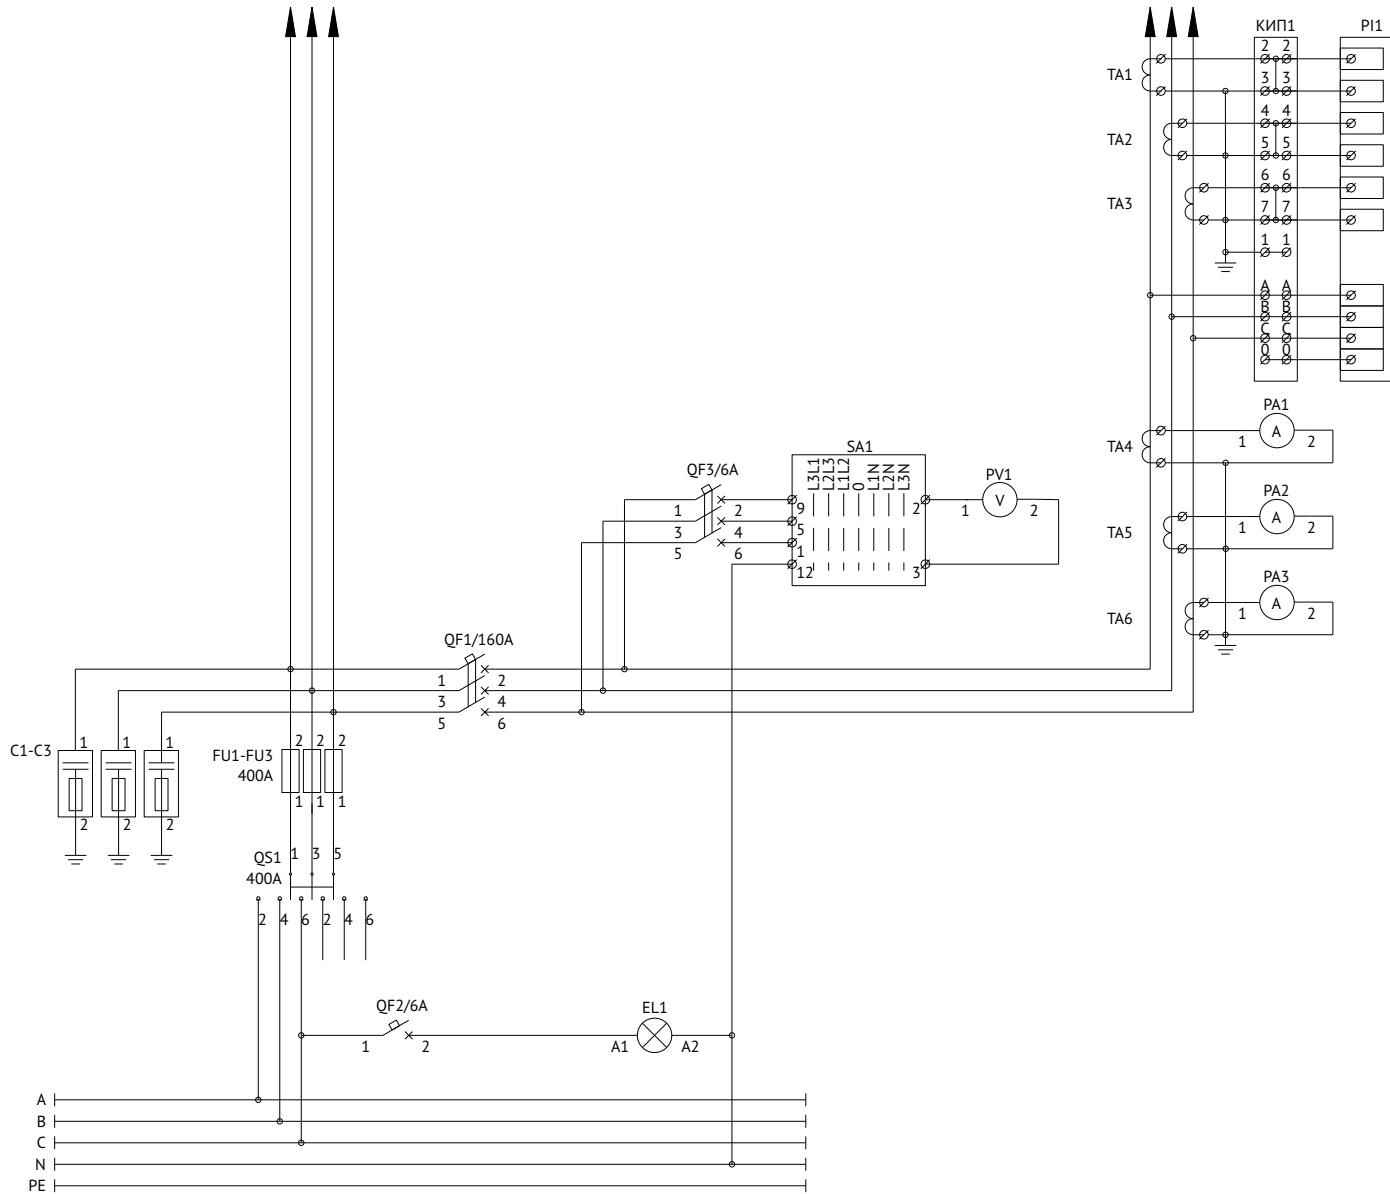 КИП1 PI1
TA1
2 2
3 3
TA2
4 4
5 5
TA3
6 6
7 7
1 1
A A
B B
C C
0 0
TA4
PA1
A
1 2
TA5
PA2
A
1 2
TA6
PA3
A
1 2
SA1
L3L1 L2L3 L1L2 0 L1N L2N L3N
9 2
5
1
12 3
PV1
V
1 2
QF3/6A
1 2
3 4
5 6
QF1/160A
1 2
3 4
5 6
C1-C3
1 1 1
2 2 2
FU1-FU3
400A
2 2 2
1 1 1
QS1
400A
1 3 5
2 4 6 2 4 6
QF2/6A
1 2
EL1
A1 A2
A
B
C
N
PE